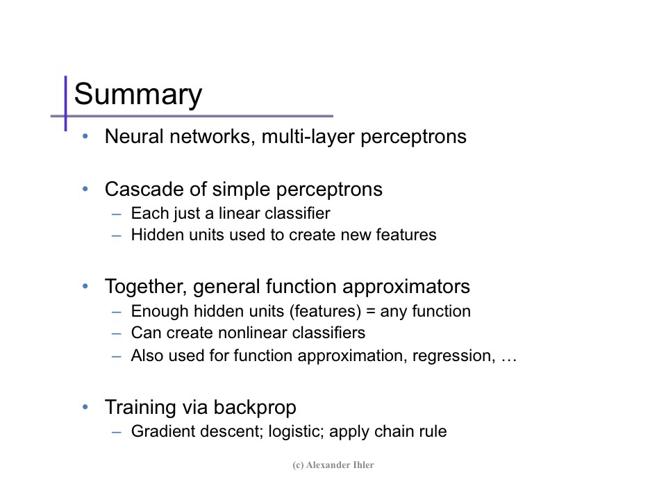 Summary
• Neural networks, multi-layer perceptrons
• Cascade of simple perceptrons
– Each just a linear classifier
– Hidden units used to create new features
• Together, general function approximators
– Enough hidden units (features) = any function
– Can create nonlinear classifiers
– Also used for function approximation, regression, …
• Training via backprop
– Gradient descent; logistic; apply chain rule
(c) Alexander Ihler